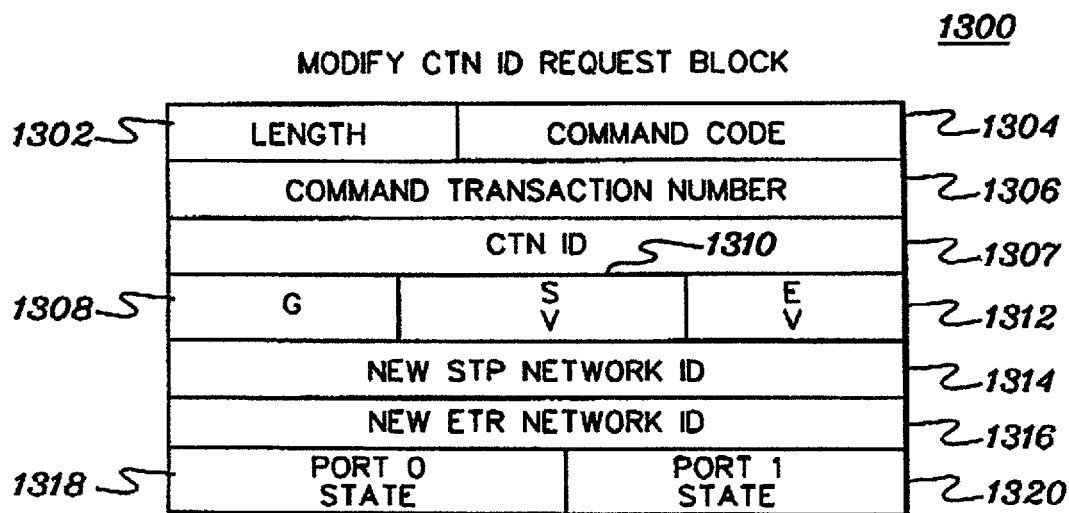 1300
MODIFY CTN ID REQUEST BLOCK
1302 LENGTH COMMAND CODE 1304
COMMAND TRANSACTION NUMBER 1306
CTN ID 1310 1307
1308 G S V E V 1312
NEW STP NETWORK ID 1314
NEW ETR NETWORK ID 1316
1318 PORT 0 STATE PORT 1 STATE 1320